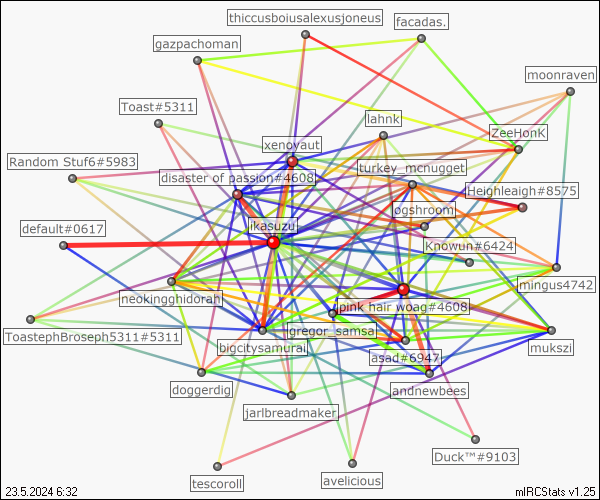 thiccusboiusalexusjoneus
facadas.
gazpachoman
moonraven
Toast#5311
lahnk
ZeeHonK
xenoyaut
Random Stuf6#5983
turkey_mcnugget
disaster of passion#4608
Heighleaigh#8575
ogshroom
ikasuzu
default#0617
Knowun#6424
mingus4742
neokingghidorah
pink hair woag#4608
gregor_samsa
ToastephBroseph5311#5311
bigcitysamurai
mukszi
asad#6947
doggerdig
andnewbees
jarlbreadmaker
Duck™#9103
tescoroll
avelicious
23.5.2024 6:32
mIRCStats v1.25